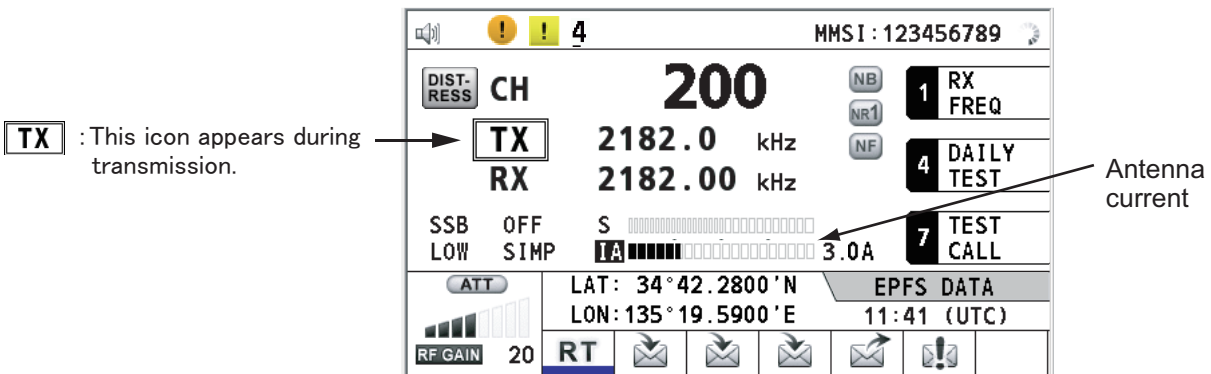 ! ! 4 MMSI:123456789
DIST-
RESS CH 200 NB 1 RX
FREQ
NR1
TX : This icon appears during
transmission.
TX 2182.0 kHz NF 4 DAILY
TEST
RX 2182.00 kHz
Antenna
current
SSB OFF S 7 TEST
CALL
LOW SIMP IA 3.0A
ATT LAT: 34°42.2800'N EPFS DATA
LON:135°19.5900'E 11:41 (UTC)
RF GAIN 20 RT